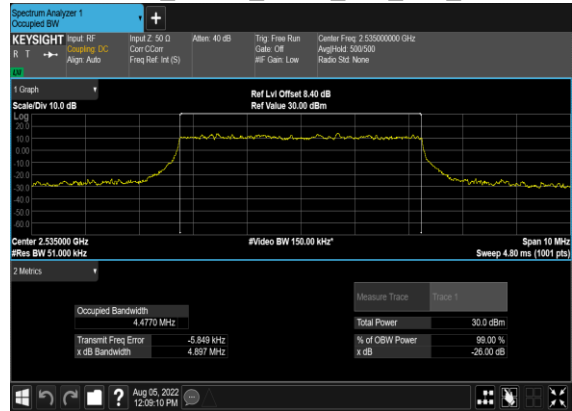 Spectrum Analyzer 1
Occupied BW
+
KEYSIGHT Input: RF Input Z: 50 Ω Atten: 40 dB Trig: Free Run Center Freq: 2.535000000 GHz
R T Coupling: DC Corr CCorr Gate: Off Avg|Hold: 500/500
Align: Auto Freq Ref: Int (S) #IF Gain: Low Radio Std: None
LW
1 Graph
Ref Lvl Offset 8.40 dB
Scale/Div 10.0 dB Ref Value 30.00 dBm
Log
20.0
10.0
0.00
-10.0
-20.0
-30.0
-40.0
-50.0
-60.0
Center 2.535000 GHz #Video BW 150.00 kHz* Span 10 MHz
#Res BW 51.000 kHz Sweep 4.80 ms (1001 pts)
2 Metrics
Measure Trace Trace 1
Occupied Bandwidth
4.4770 MHz Total Power 30.0 dBm
Transmit Freq Error -5.849 kHz % of OBW Power 99.00 %
x dB Bandwidth 4.897 MHz x dB -26.00 dB
? Aug 05, 2022
12:09:10 PM